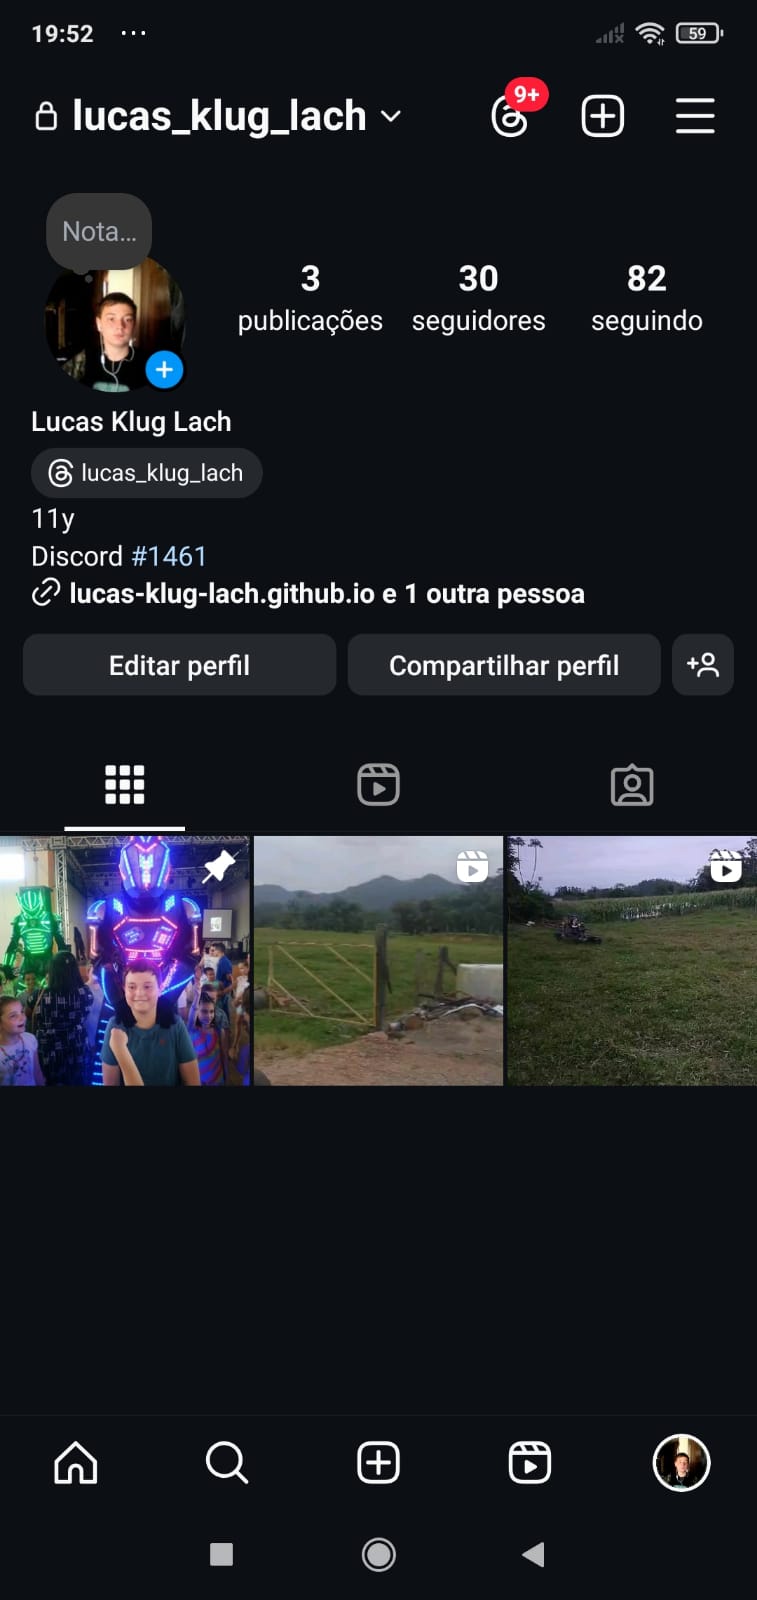 19:52 ...
59
lucas_klug_lach
9+
Nota...
3 30 82
publicações seguidores seguindo
Lucas Klug Lach
lucas_klug_lach
11y
Discord #1461
lucas-klug-lach.github.io e 1 outra pessoa
Editar perfil Compartilhar perfil